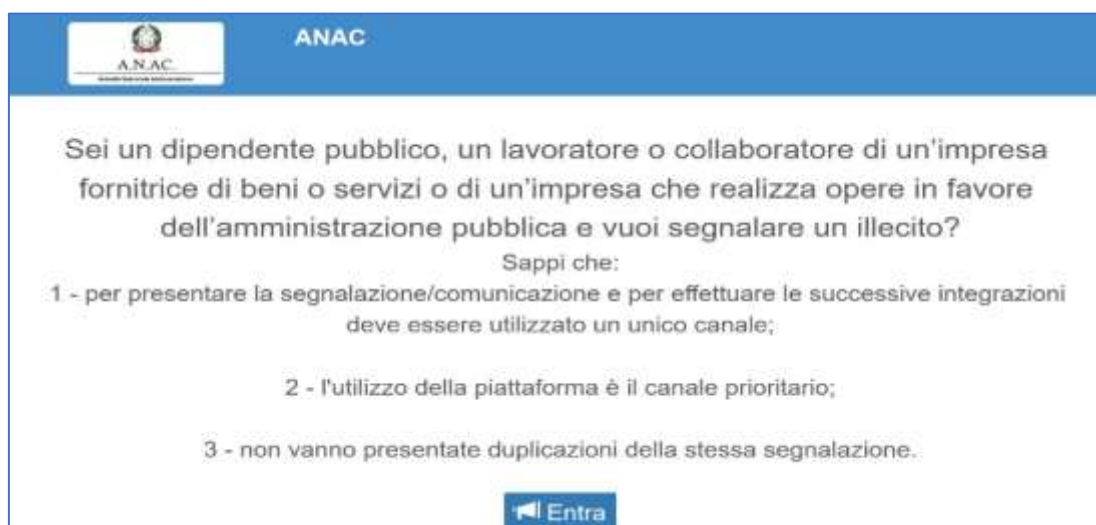 ANAC
A.N.AC.
Sei un dipendente pubblico, un lavoratore o collaboratore di un'impresa
fornitrice di beni o servizi o di un'impresa che realizza opere in favore
dell'amministrazione pubblica e vuoi segnalare un illecito?
Sappi che:
1 - per presentare la segnalazione/comunicazione e per effettuare le successive integrazioni
deve essere utilizzato un unico canale;
2 - l'utilizzo della piattaforma è il canale prioritario;
3 - non vanno presentate duplicazioni della stessa segnalazione.
Entra